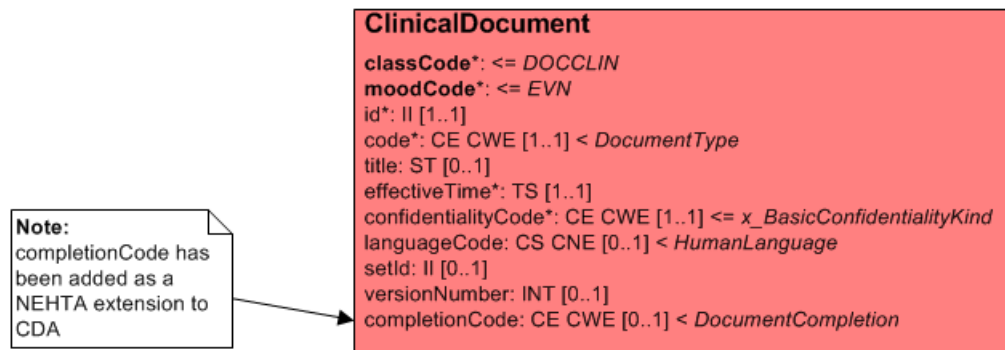 ClinicalDocument
classCode*: <= DOCCLIN
moodCode*: <= EVN
id*: II [1..1]
code*: CE CWE [1..1] < DocumentType
title: ST [0..1]
effectiveTime*: TS [1..1]
confidentialityCode*: CE CWE [1..1] <= x_BasicConfidentialityKind
languageCode: CS CNE [0..1] < HumanLanguage
setId: II [0..1]
versionNumber: INT [0..1]
completionCode: CE CWE [0..1] < DocumentCompletion
Note:
completionCode has
been added as a
NEHTA extension to
CDA